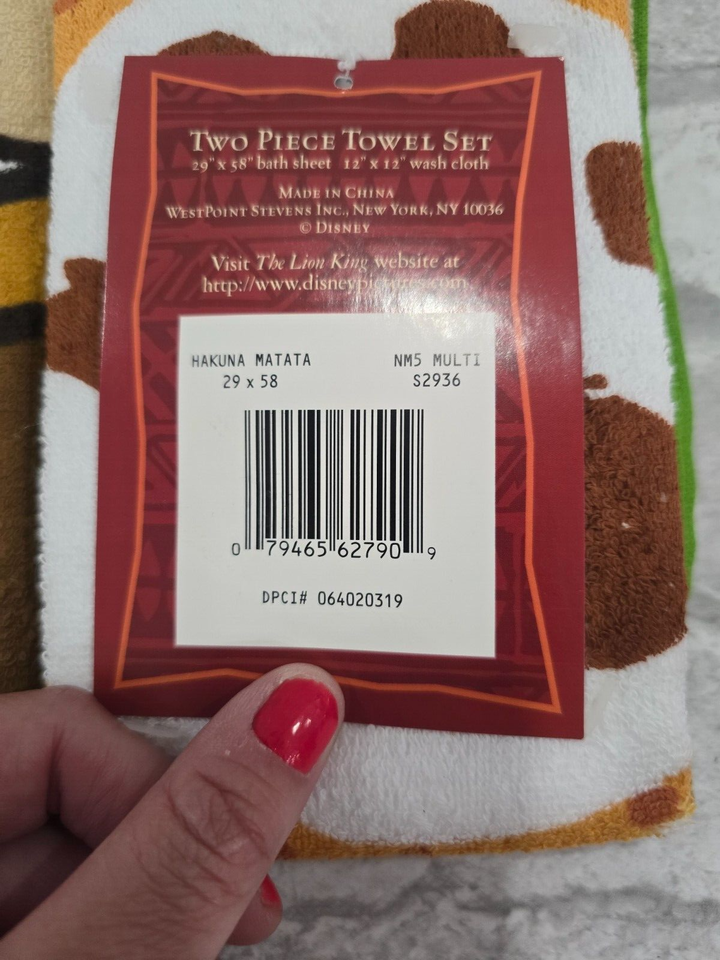 TWO PIECE TOWEL SET
29" x 58" bath sheet 12" x 12" wash cloth
MADE IN CHINA
WESTPOINT STEVENS INC., NEW YORK, NY 10036
© DISNEY
Visit The Lion King website at
http://www.disneypictures.com.
HAKUNA MATATA NM5 MULTI
29 x 58 S2936
0 79465 62790 9
DPCI# 064020319